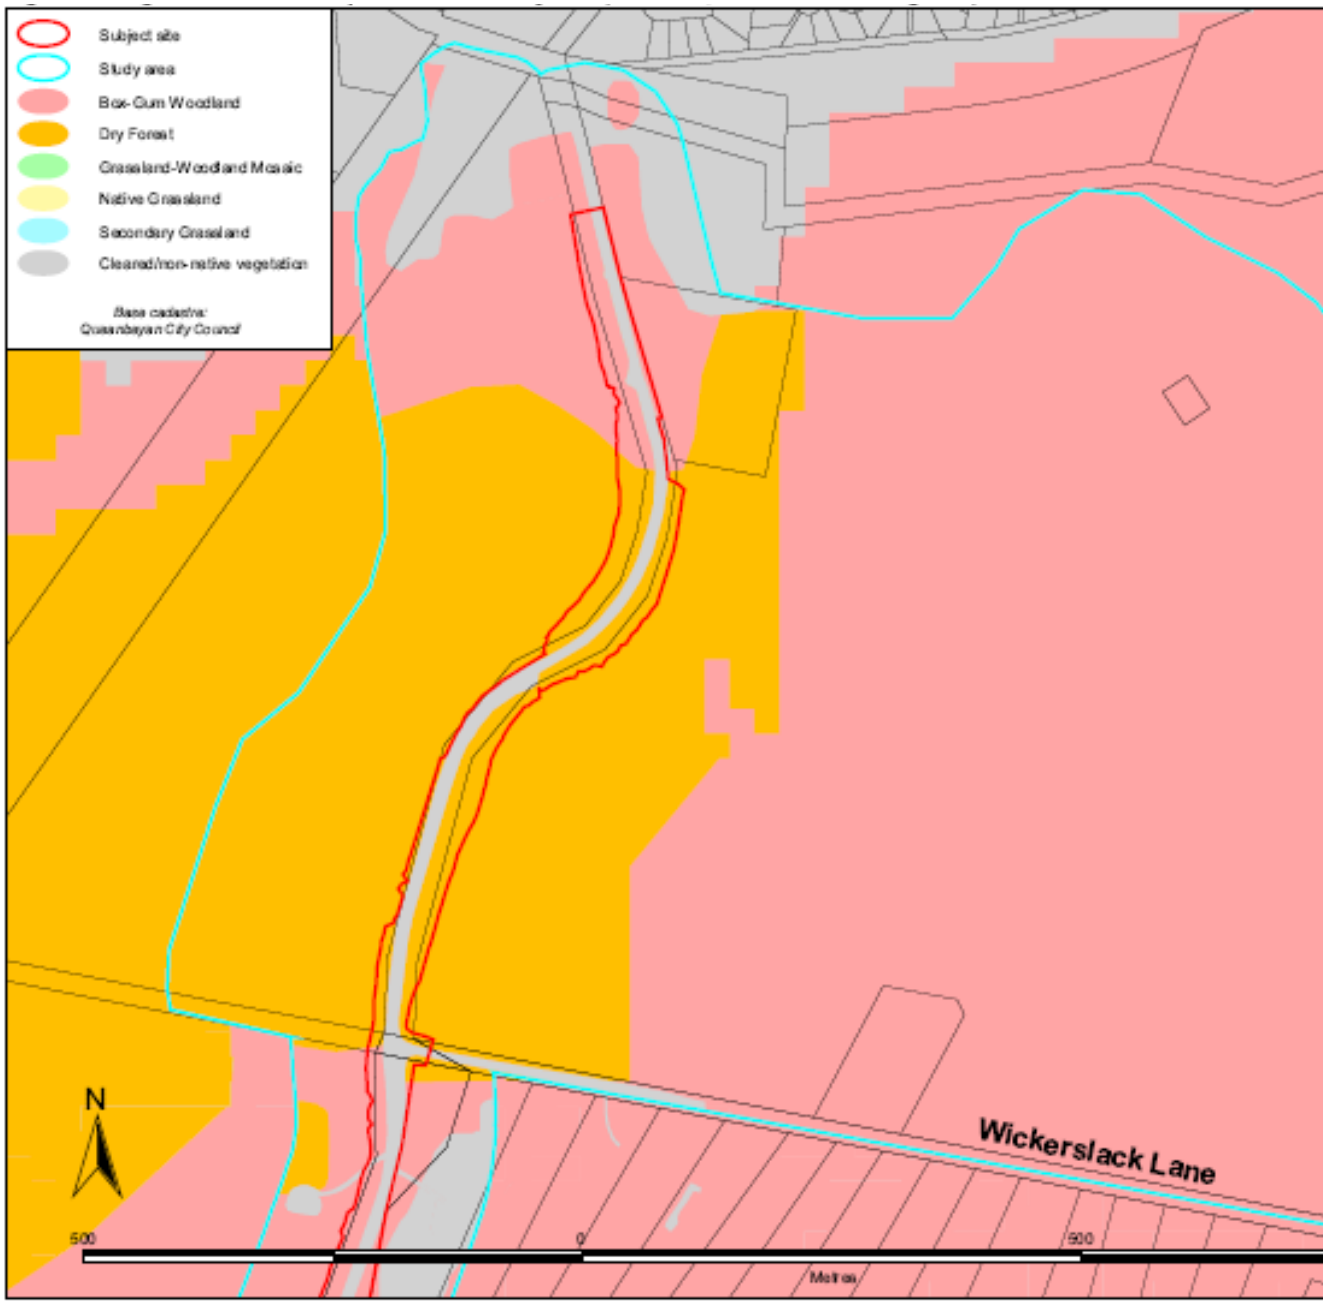 Subject site
Study area
Box-Gum Woodland
Dry Forest
Grassland-Woodland Mosaic
Native Grassland
Secondary Grassland
Cleared/non-native vegetation
Base cadastre:
Queanbeyan City Council
N
Wickerslack Lane
500 0 500
Metres